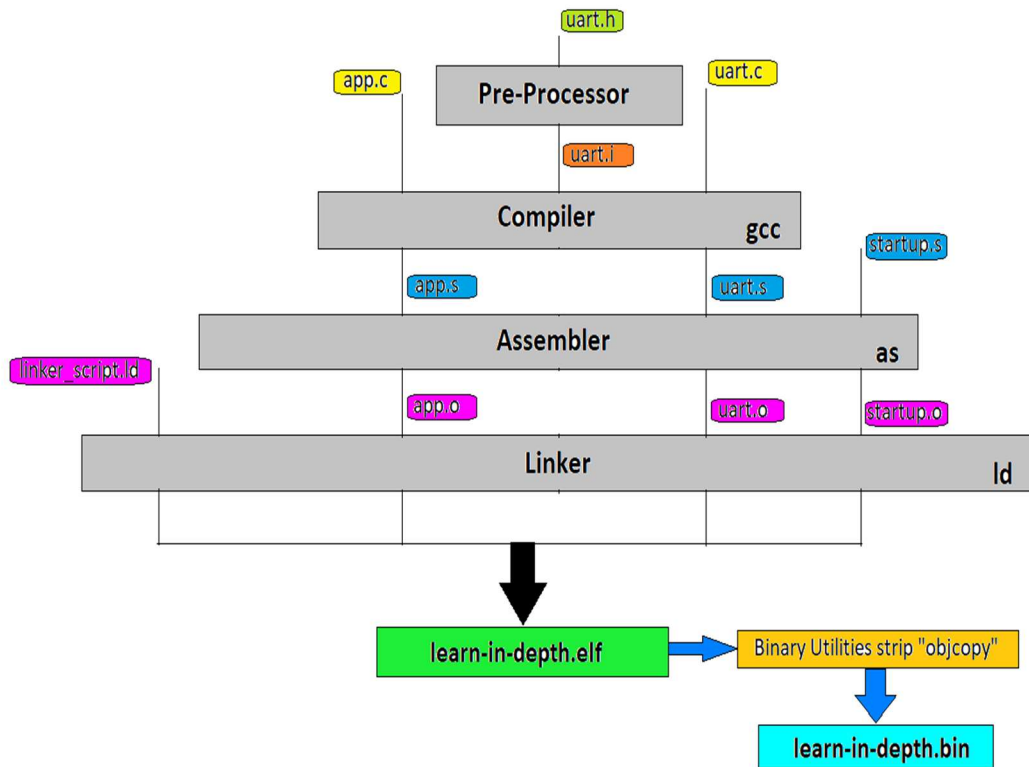 uart.h
app.c
Pre-Processor
uart.c
uart.i
Compiler
gcc
startup.s
app.s
uart.s
Assembler
as
linker_script.ld
app.o
uart.o
startup.o
Linker
ld
learn-in-depth.elf
Binary Utilities strip "objcopy"
learn-in-depth.bin